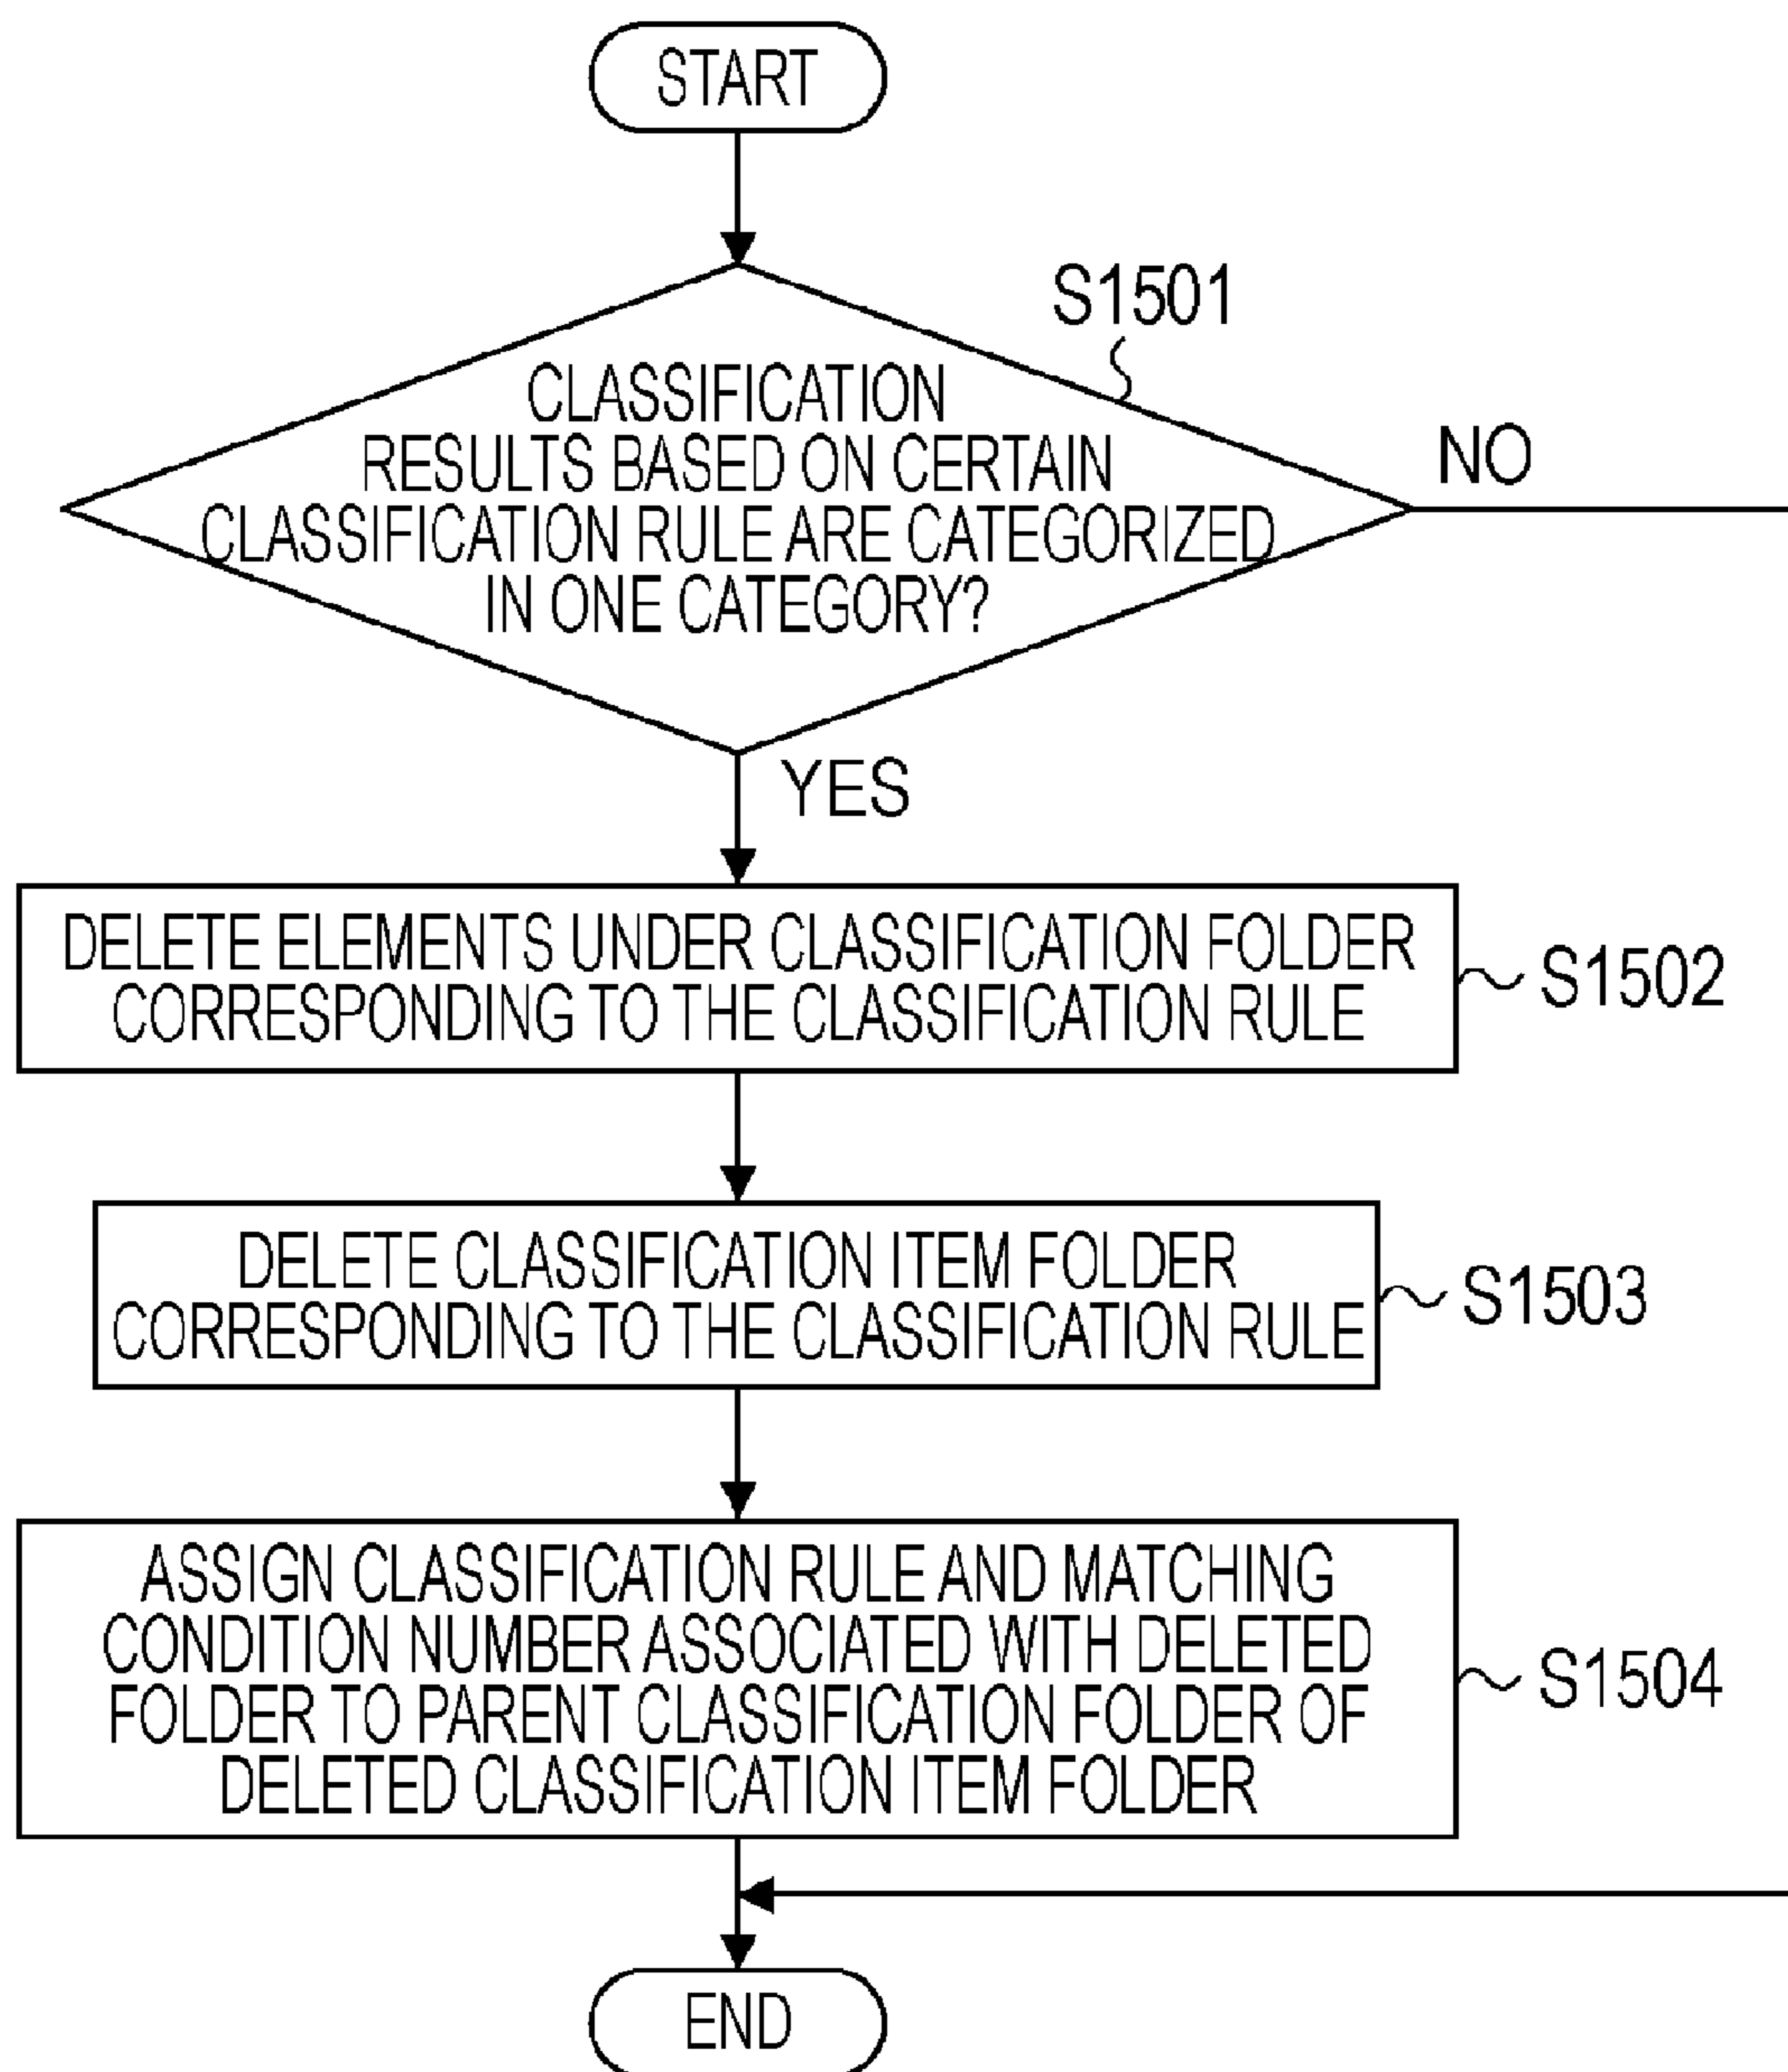 START
S1501
CLASSIFICATION
RESULTS BASED ON CERTAIN
CLASSIFICATION RULE ARE CATEGORIZED
IN ONE CATEGORY?
NO
YES
DELETE ELEMENTS UNDER CLASSIFICATION FOLDER
CORRESPONDING TO THE CLASSIFICATION RULE
S1502
DELETE CLASSIFICATION ITEM FOLDER
CORRESPONDING TO THE CLASSIFICATION RULE
S1503
ASSIGN CLASSIFICATION RULE AND MATCHING
CONDITION NUMBER ASSOCIATED WITH DELETED
FOLDER TO PARENT CLASSIFICATION FOLDER OF
DELETED CLASSIFICATION ITEM FOLDER
S1504
END